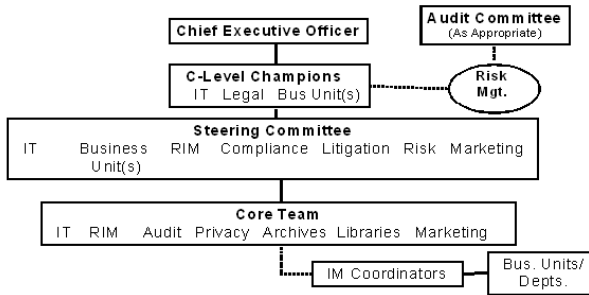 Chief Executive Officer
Audit Committee
(As Appropriate)
C-Level Champions
IT Legal Bus Unit(s)
Risk
Mgt.
Steering Committee
IT Business RIM Compliance Litigation Risk Marketing
Unit(s)
Core Team
IT RIM Audit Privacy Archives Libraries Marketing
IM Coordinators
Bus. Units/
Depts.